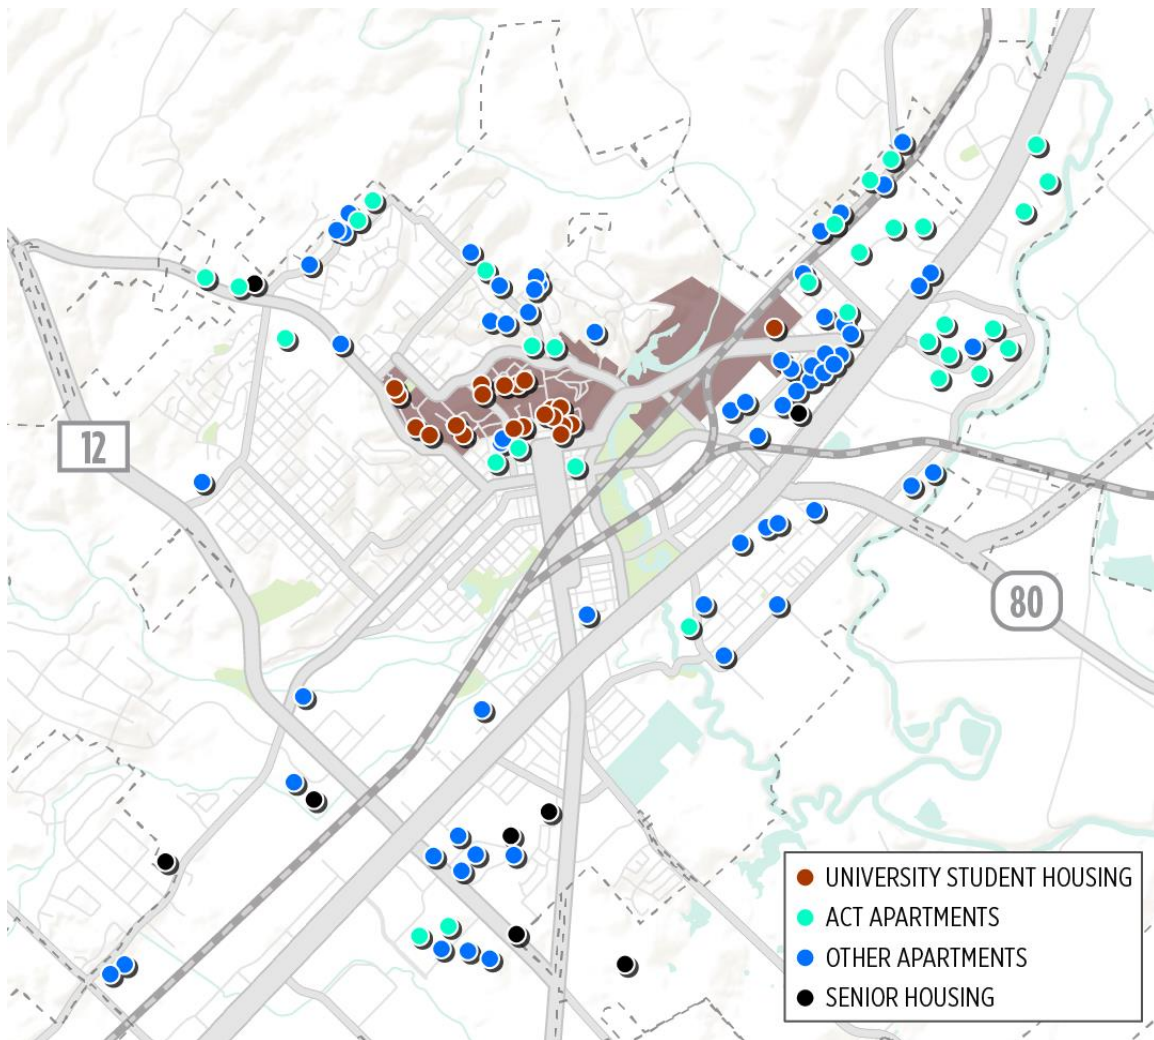 12
80
UNIVERSITY STUDENT HOUSING
ACT APARTMENTS
OTHER APARTMENTS
SENIOR HOUSING